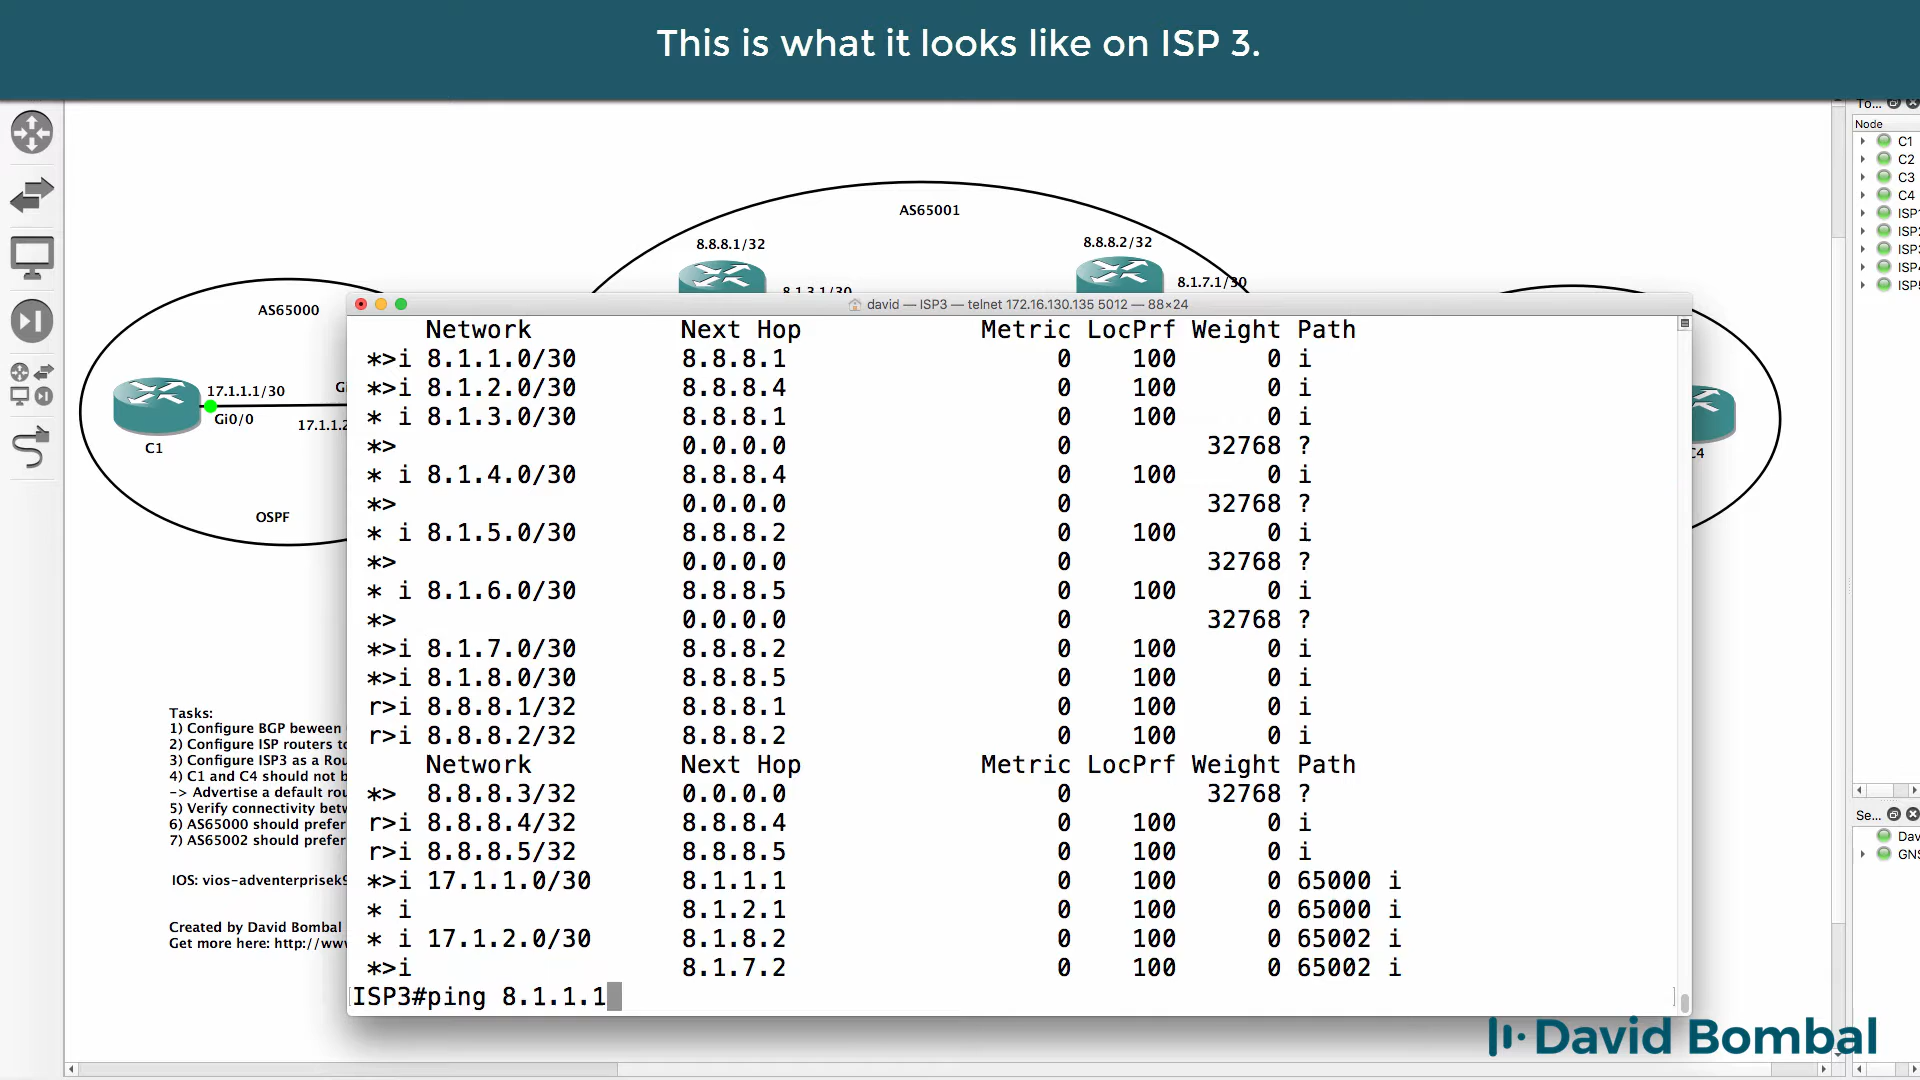 This is what it looks like on ISP 3.
To...
Node
C1
C2
C3
C4
AS65001
8.8.8.1/32
8.8.8.2/32
8.1.3.1/30
8.1.7.1/30
AS65000
17.1.1.1/30
Gi0/0
C1
OSPF
david — ISP3 — telnet 172.16.130.135 5012 — 88×24
Network Next Hop Metric LocPrf Weight Path
*>i 8.1.1.0/30 8.8.8.1 0 100 0 i
*>i 8.1.2.0/30 8.8.8.4 0 100 0 i
* i 8.1.3.0/30 8.8.8.1 0 100 0 i
*> 0.0.0.0 0 32768 ?
* i 8.1.4.0/30 8.8.8.4 0 100 0 i
*> 0.0.0.0 0 32768 ?
* i 8.1.5.0/30 8.8.8.2 0 100 0 i
*> 0.0.0.0 0 32768 ?
* i 8.1.6.0/30 8.8.8.5 0 100 0 i
*> 0.0.0.0 0 32768 ?
*>i 8.1.7.0/30 8.8.8.2 0 100 0 i
*>i 8.1.8.0/30 8.8.8.5 0 100 0 i
r>i 8.8.8.1/32 8.8.8.1 0 100 0 i
r>i 8.8.8.2/32 8.8.8.2 0 100 0 i
Network Next Hop Metric LocPrf Weight Path
*> 8.8.8.3/32 0.0.0.0 0 32768 ?
r>i 8.8.8.4/32 8.8.8.4 0 100 0 i
r>i 8.8.8.5/32 8.8.8.5 0 100 0 i
*>i 17.1.1.0/30 8.1.1.1 0 100 0 65000 i
* i 8.1.2.1 0 100 0 65000 i
* i 17.1.2.0/30 8.1.8.2 0 100 0 65002 i
*>i 8.1.7.2 0 100 0 65002 i
ISP3#ping 8.1.1.1
Tasks:
1) Configure BGP beween
2) Configure ISP routers to
3) Configure ISP3 as a Rou
4) C1 and C4 should not b
-> Advertise a default rou
5) Verify connectivity betw
6) AS65000 should prefer
7) AS65002 should prefer
IOS: vios-adventerprisek9
Created by David Bombal
Get more here: http://www
Se...
David Bombal